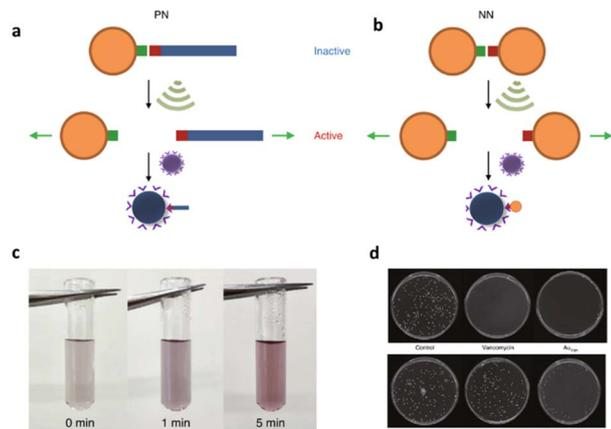 PN
NN
a
b
Inactive
Active
c
d
0 min
1 min
5 min
Control
Vancomycin